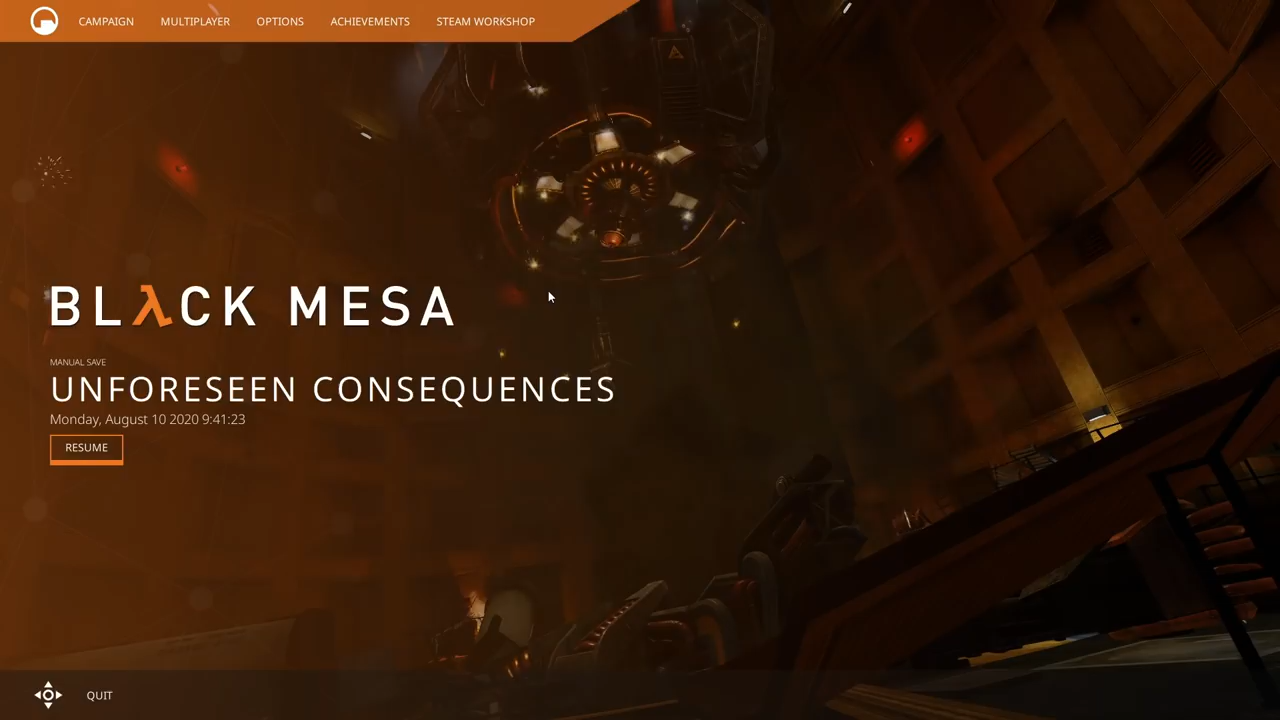 CAMPAIGN MULTIPLAYER OPTIONS ACHIEVEMENTS STEAM WORKSHOP
BLλCK MESA
MANUAL SAVE
UNFORESEEN CONSEQUENCES
Monday, August 10 2020 9:41:23
RESUME
QUIT